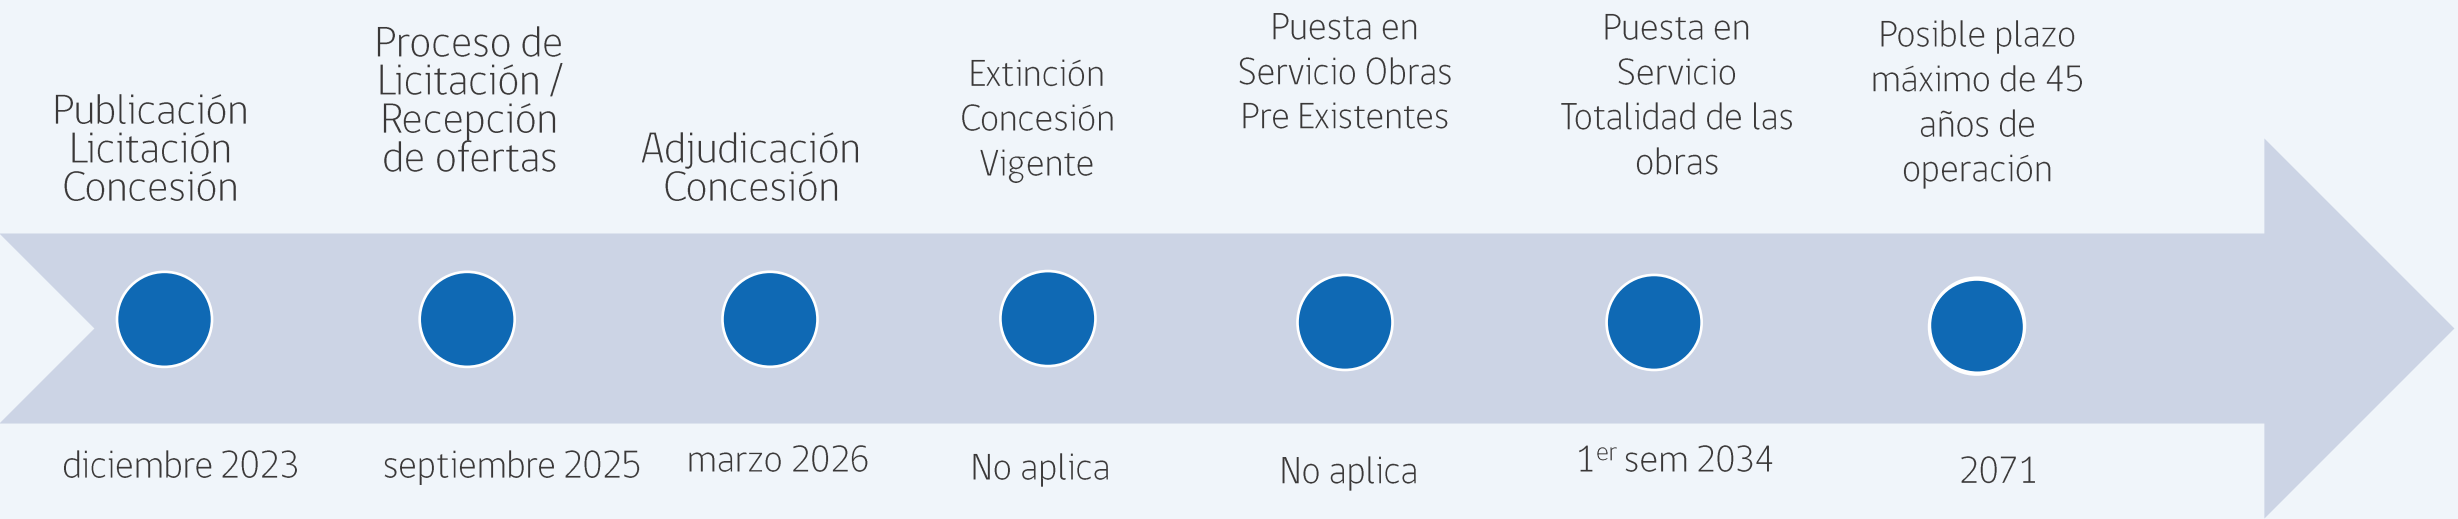 Publicación
Licitación
Concesión
Proceso de
Licitación /
Recepción
de ofertas
Adjudicación
Concesión
Extinción
Concesión
Vigente
Puesta en
Servicio Obras
Pre Existentes
Puesta en
Servicio
Totalidad de las
obras
Posible plazo
máximo de 45
años de
operación
diciembre 2023
septiembre 2025
marzo 2026
No aplica
No aplica
1er sem 2034
2071